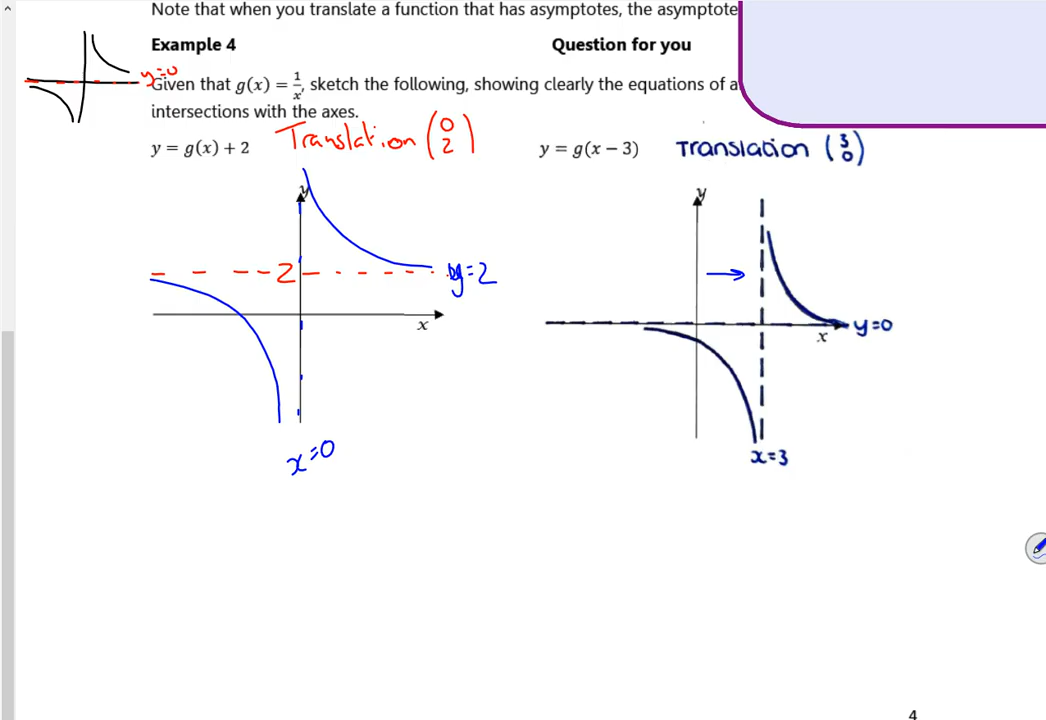 Note that when you translate a function that has asymptotes, the asymptote
Example 4
Question for you
y=0
Given that g(x) = 1/x, sketch the following, showing clearly the equations of a
intersections with the axes.
y = g(x) + 2
Translation (0 2)
y = g(x − 3)
Translation (3 0)
y
2
y=2
x
x=0
y
x
y=0
x=3
4